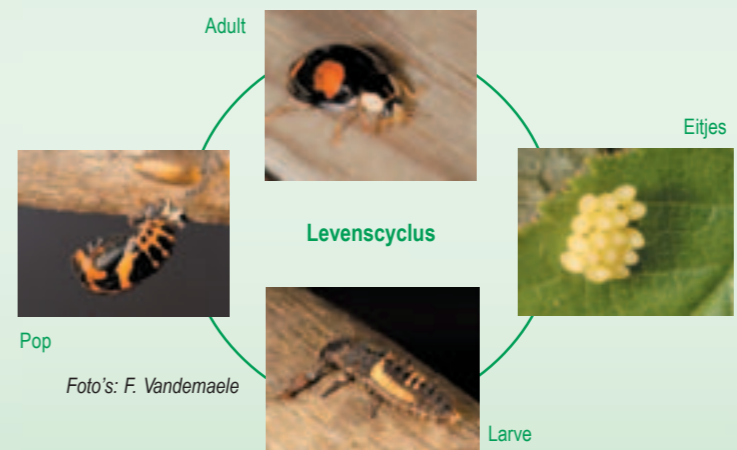 Adult
Eitjes
Levenscyclus
Pop
Foto's: F. Vandemaele
Larve